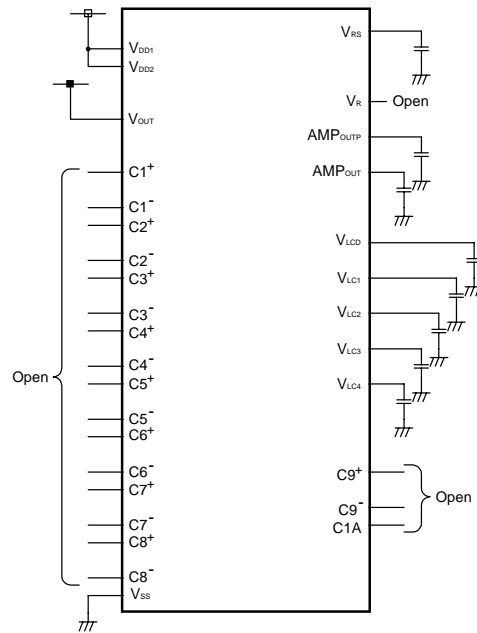 VDD1
VDD2
VOUT
C1+
C1-
C2+
C2-
C3+
C3-
C4+
C4-
C5+
C5-
C6+
C6-
C7+
C7-
C8+
C8-
VSS
Open
VRS
VR
Open
AMPOUTP
AMPOUT
VLCD
VLC1
VLC2
VLC3
VLC4
C9+
C9-
C1A
Open